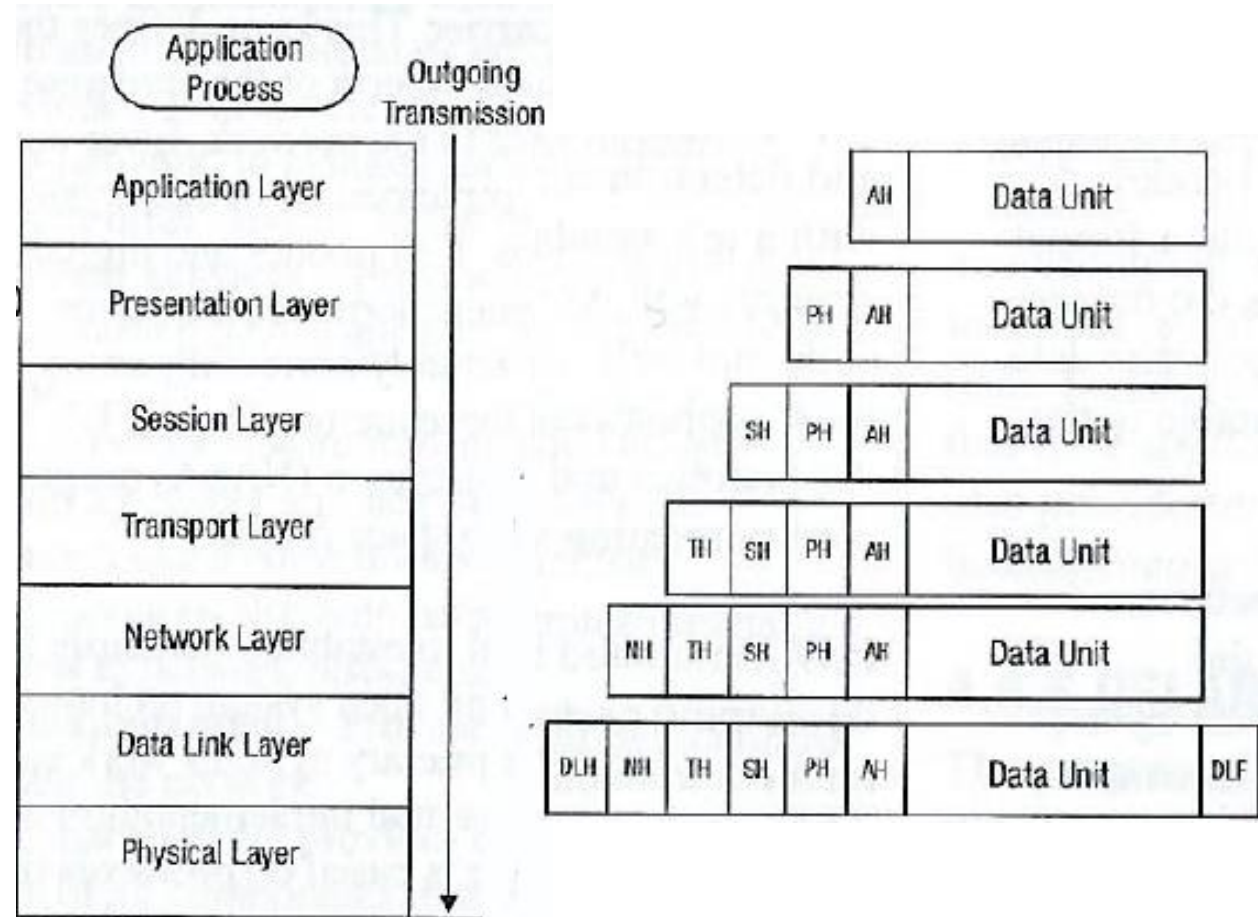 Application
Process
Outgoing
Transmission
Application Layer
AH Data Unit
Presentation Layer
PH AH Data Unit
Session Layer
SH PH AH Data Unit
Transport Layer
TH SH PH AH Data Unit
Network Layer
NH TH SH PH AH Data Unit
Data Link Layer
DLH NH TH SH PH AH Data Unit DLF
Physical Layer